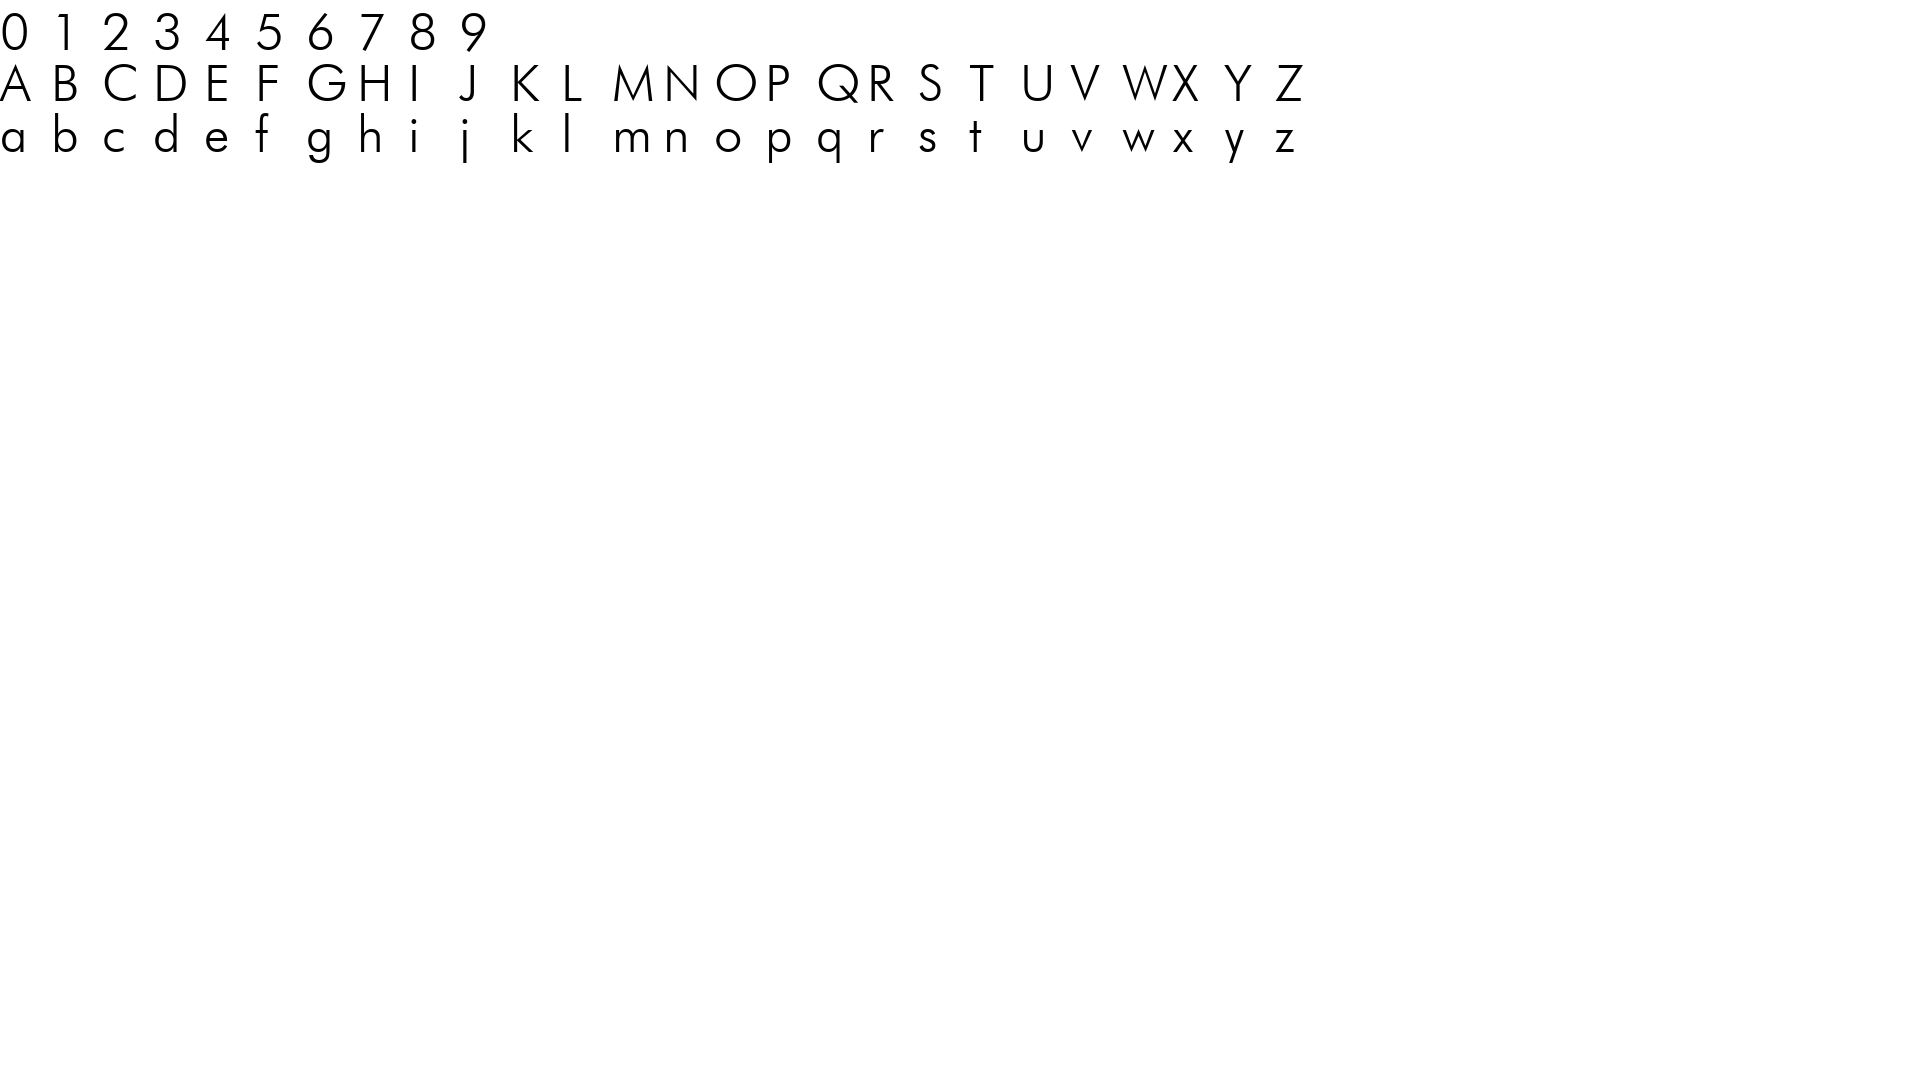 0 1 2 3 4 5 6 7 8 9
A B C D E F G H I J K L M N O P Q R S T U V W X Y Z
a b c d e f g h i j k l m n o p q r s t u v w x y z